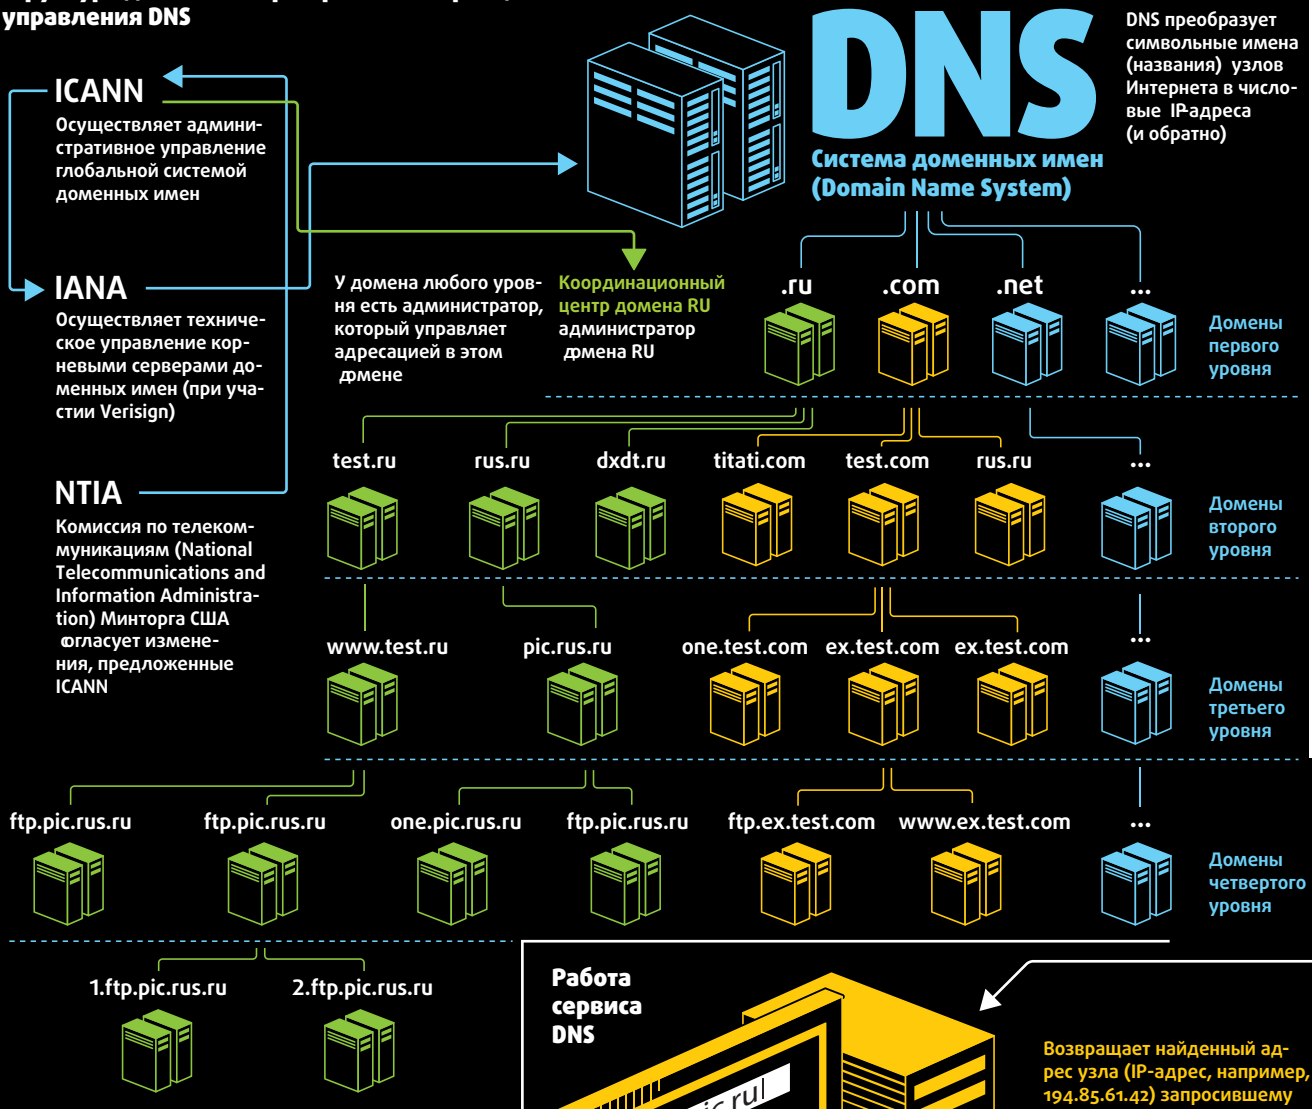 управления DNS
ICANN
Осуществляет админи-
стративное управление
глобальной системой
доменных имен
IANA
Осуществляет техниче-
ское управление кор-
невыми серверами до-
менных имен (при уча-
стии Verisign)
NTIA
Комиссия по телеком-
муникациям (National
Telecommunications and
Information Administra-
tion) Минторга США
согласует измене-
ния, предложенные
ICANN
DNS
Система доменных имен
(Domain Name System)
DNS преобразует
символьные имена
(названия) узлов
Интернета в число-
вые IP-адреса
(и обратно)
У домена любого уров-
ня есть администратор,
который управляет
адресацией в этом
домене
Координационный
центр домена RU
администратор
домена RU
.ru .com .net ...
Домены
первого
уровня
test.ru rus.ru dxdt.ru titati.com test.com rus.ru ...
Домены
второго
уровня
www.test.ru pic.rus.ru one.test.com ex.test.com ex.test.com ...
Домены
третьего
уровня
ftp.pic.rus.ru ftp.pic.rus.ru one.pic.rus.ru ftp.pic.rus.ru ftp.ex.test.com www.ex.test.com ...
Домены
четвертого
уровня
1.ftp.pic.rus.ru 2.ftp.pic.rus.ru
Работа
сервиса
DNS
ic.ru
Возвращает найденный ад-
рес узла (IP-адрес, например,
194.85.61.42) запросившему